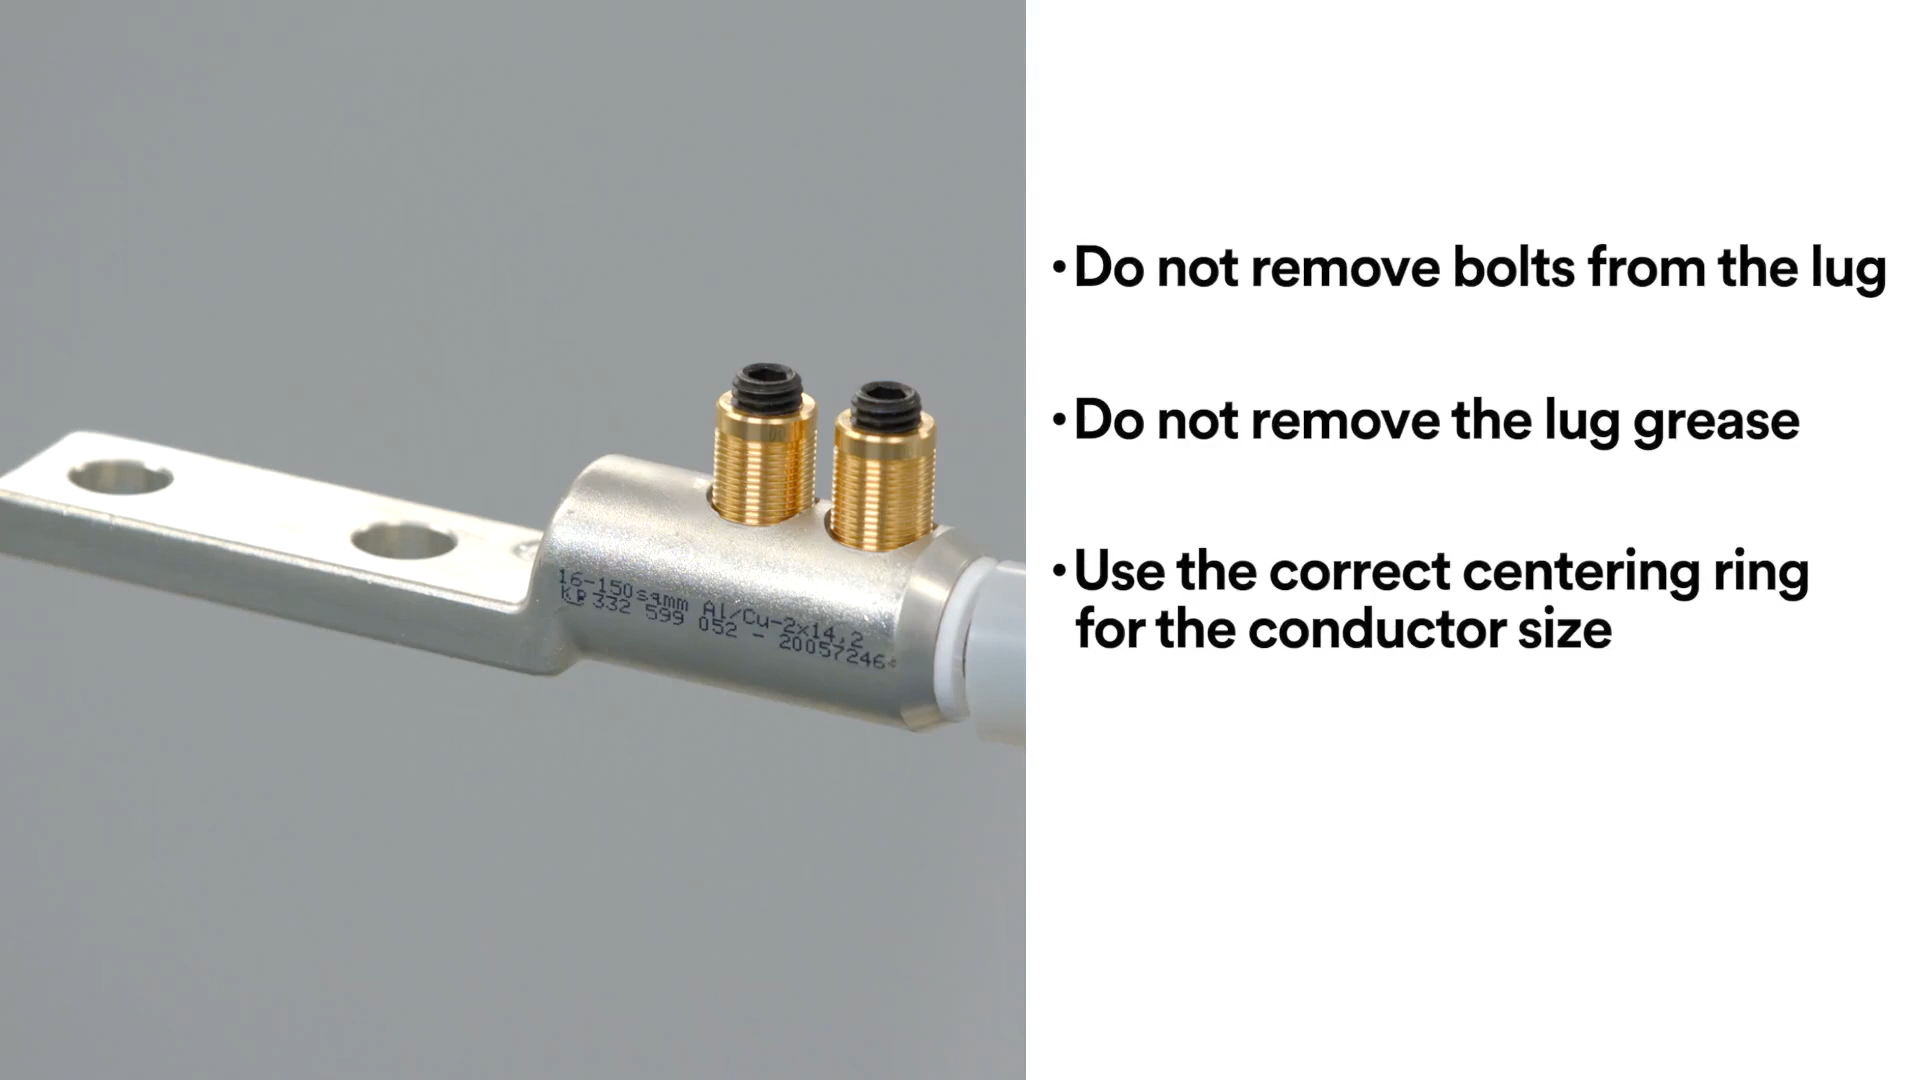 • Do not remove bolts from the lug
• Do not remove the lug grease
• Use the correct centering ring
for the conductor size
16-150sqmm Al/Cu-2x14,2
332 599 052 - 20057246